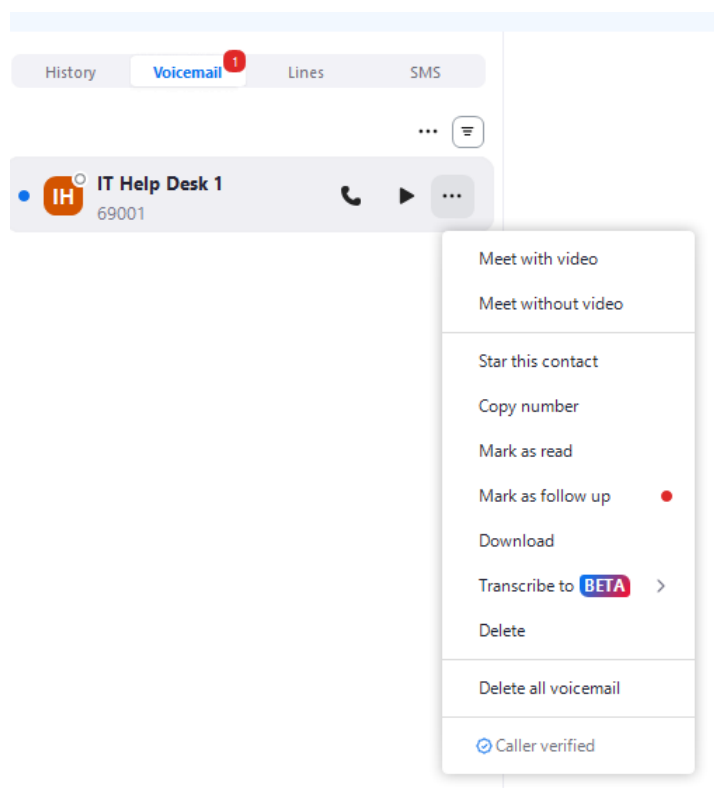 History Voicemail 1 Lines SMS
IH IT Help Desk 1
69001
Meet with video
Meet without video
Star this contact
Copy number
Mark as read
Mark as follow up
Download
Transcribe to BETA
Delete
Delete all voicemail
Caller verified